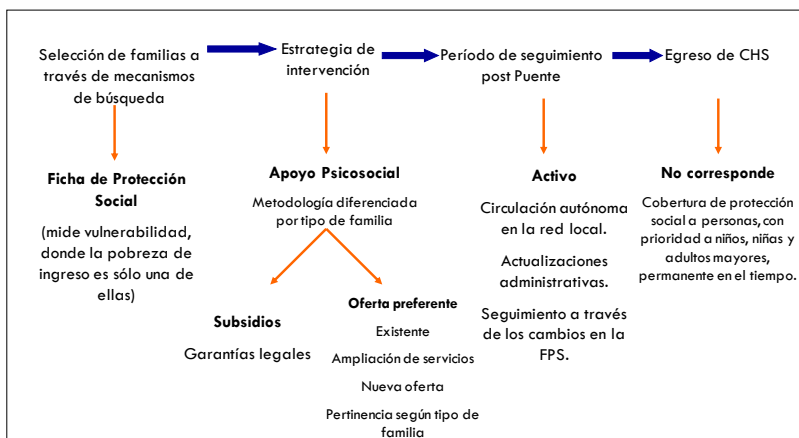 Selección de familias a
través de mecanismos
de búsqueda
Estrategia de
intervención
Período de seguimiento
post Puente
Egreso de CHS
Ficha de Protección
Social
(mide vulnerabilidad,
donde la pobreza de
ingreso es sólo una de
ellas)
Apoyo Psicosocial
Metodología diferenciada
por tipo de familia
Subsidios
Garantías legales
Oferta preferente
Existente
Ampliación de servicios
Nueva oferta
Pertinencia según tipo de
familia
Activo
Circulación autónoma
en la red local.
Actualizaciones
administrativas.
Seguimiento a través
de los cambios en la
FPS.
No corresponde
Cobertura de protección
social a personas, con
prioridad a niños, niñas y
adultos mayores,
permanente en el tiempo.